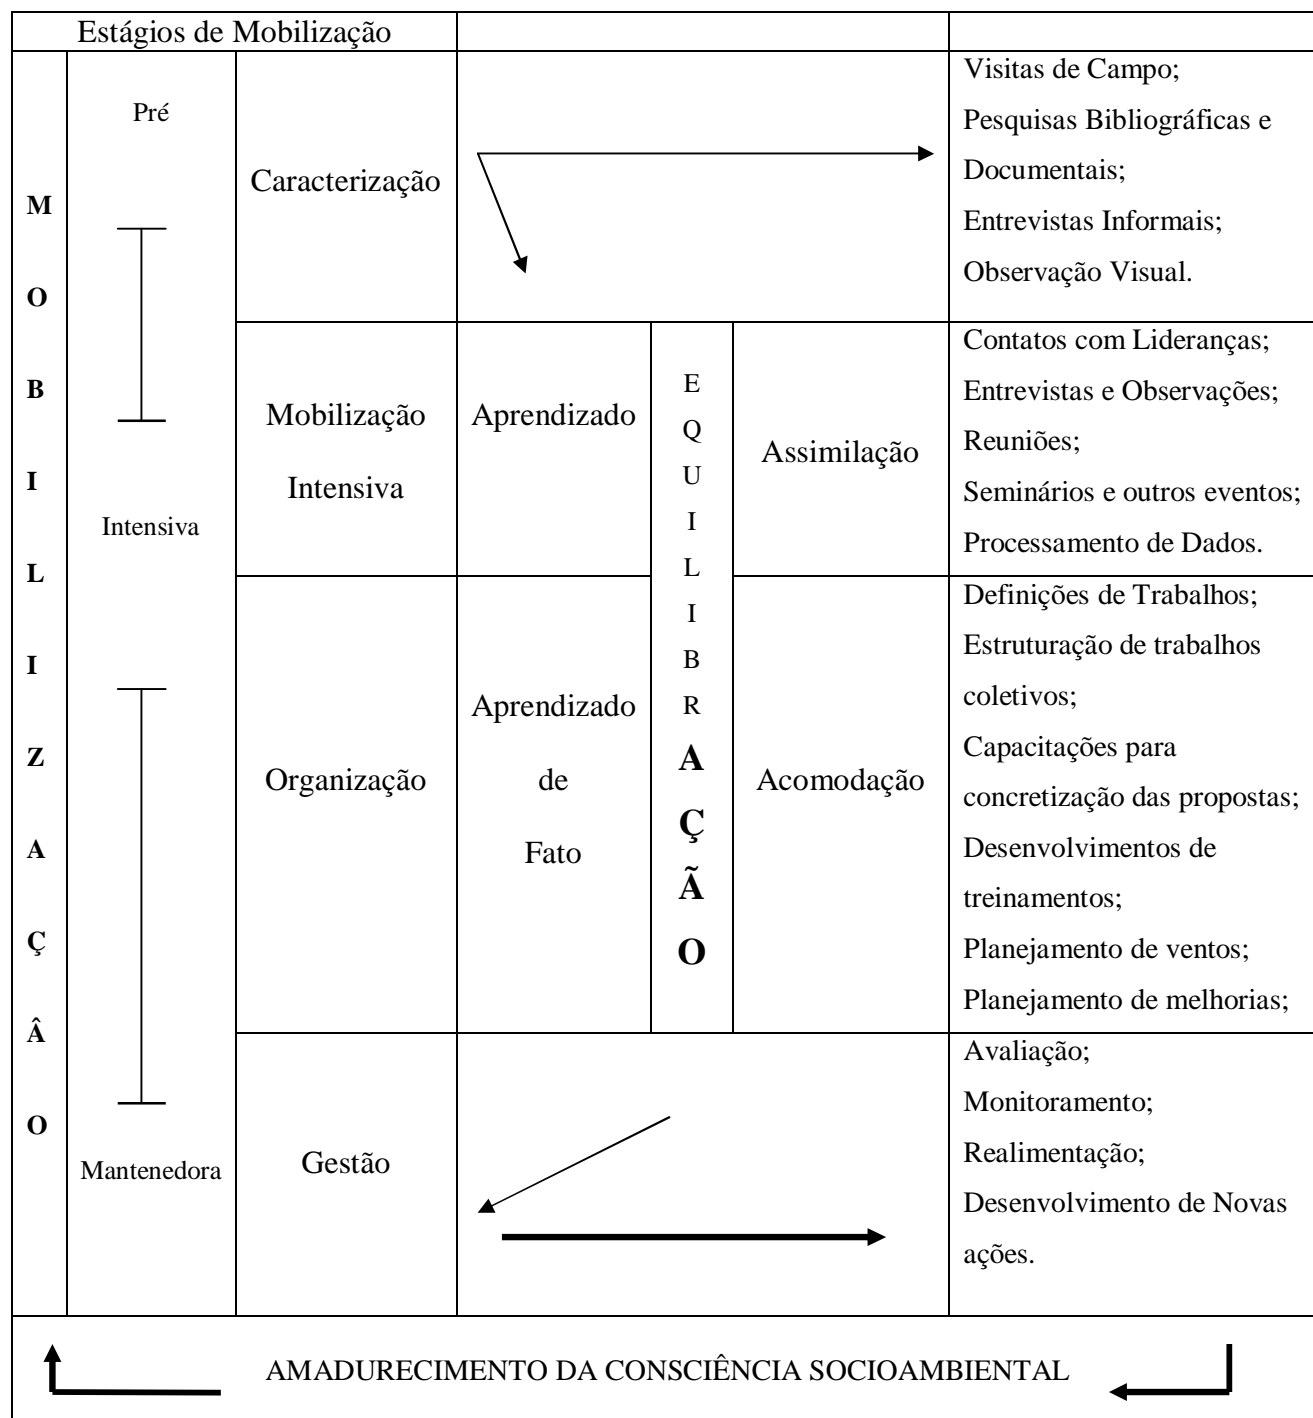 Estágios de Mobilização
M
O
B
I
L
I
Z
A
Ç
Â
O
Pré
Intensiva
Mantenedora
Caracterização
Visitas de Campo;
Pesquisas Bibliográficas e
Documentais;
Entrevistas Informais;
Observação Visual.
Mobilização
Intensiva
Aprendizado
E
Q
U
I
L
I
B
R
A
Ç
Ã
O
Assimilação
Contatos com Lideranças;
Entrevistas e Observações;
Reuniões;
Seminários e outros eventos;
Processamento de Dados.
Organização
Aprendizado
de
Fato
Acomodação
Definições de Trabalhos;
Estruturação de trabalhos
coletivos;
Capacitações para
concretização das propostas;
Desenvolvimentos de
treinamentos;
Planejamento de ventos;
Planejamento de melhorias;
Gestão
Avaliação;
Monitoramento;
Realimentação;
Desenvolvimento de Novas
ações.
AMADURECIMENTO DA CONSCIÊNCIA SOCIOAMBIENTAL